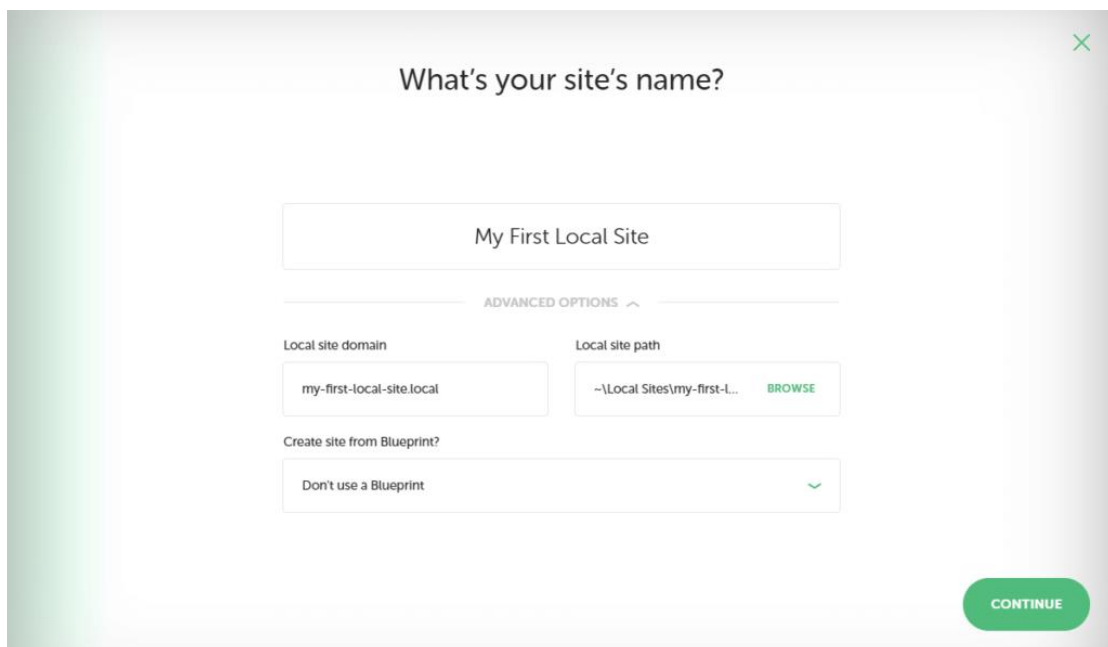 What's your site's name?
My First Local Site
ADVANCED OPTIONS
Local site domain
Local site path
my-first-local-site.local
~\Local Sites\my-first-l... BROWSE
Create site from Blueprint?
Don't use a Blueprint
CONTINUE